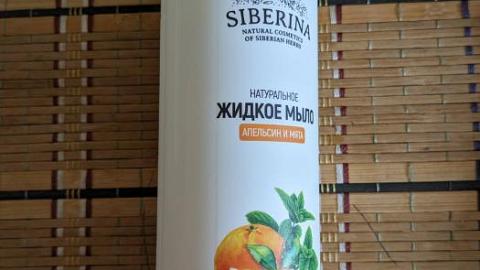 SIBERINA
NATURAL COSMETICS
OF SIBERIAN HERBS
НАТУРАЛЬНОЕ
ЖИДКОЕ МЫЛО
АПЕЛЬСИН И МЯТА